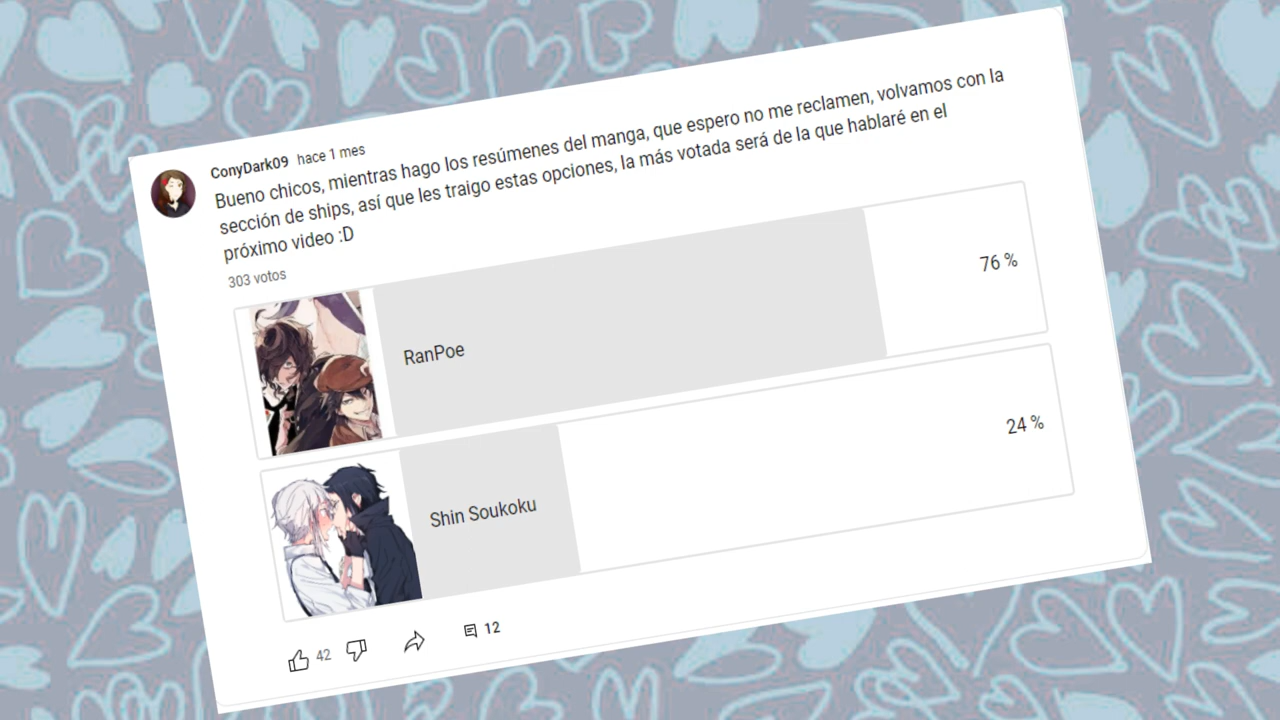 ConyDark09 hace 1 mes
Bueno chicos, mientras hago los resúmenes del manga, que espero no me reclamen, volvamos con la
sección de ships, así que les traigo estas opciones, la más votada será de la que hablaré en el
próximo video :D
303 votos
RanPoe
76 %
Shin Soukoku
24 %
42
12